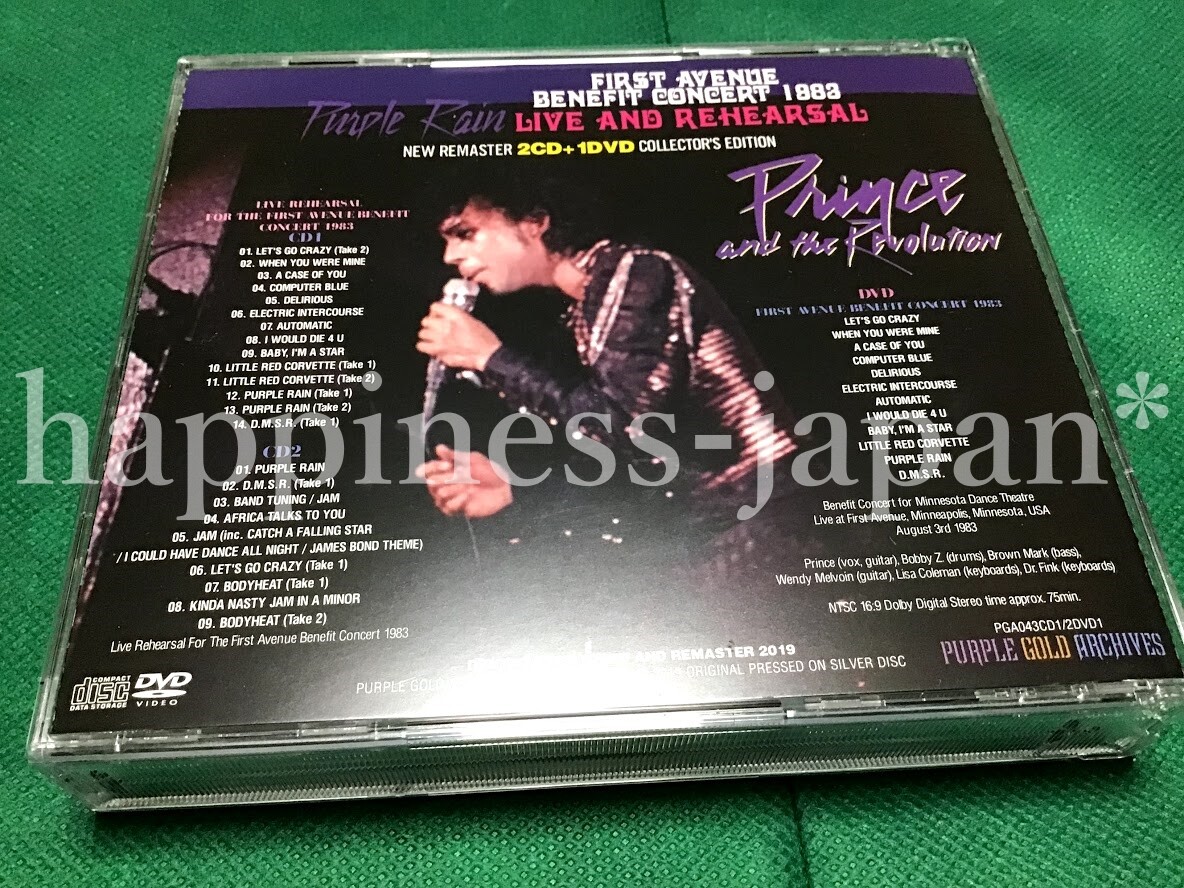 FIRST AVENUE
BENEFIT CONCERT 1983
Purple Rain LIVE AND REHEARSAL
NEW REMASTER 2CD+1DVD COLLECTOR'S EDITION
Prince
and the Revolution
LIVE REHEARSAL
FOR THE FIRST AVENUE BENEFIT
CONCERT 1983
CD1
01. LET'S GO CRAZY (Take 2)
02. WHEN YOU WERE MINE
03. A CASE OF YOU
04. COMPUTER BLUE
05. DELIRIOUS
06. ELECTRIC INTERCOURSE
07. AUTOMATIC
08. I WOULD DIE 4 U
09. BABY, I'M A STAR
10. LITTLE RED CORVETTE (Take 1)
11. LITTLE RED CORVETTE (Take 2)
12. PURPLE RAIN (Take 1)
13. PURPLE RAIN (Take 2)
14. D.M.S.R. (Take 1)
CD2
01. PURPLE RAIN
02. D.M.S.R. (Take 1)
03. BAND TUNING / JAM
04. AFRICA TALKS TO YOU
05. JAM (inc. CATCH A FALLING STAR
/ I COULD HAVE DANCE ALL NIGHT / JAMES BOND THEME)
06. LET'S GO CRAZY (Take 1)
07. BODYHEAT (Take 1)
08. KINDA NASTY JAM IN A MINOR
09. BODYHEAT (Take 2)
Live Rehearsal For The First Avenue Benefit Concert 1983
DVD
FIRST AVENUE BENEFIT CONCERT 1983
LET'S GO CRAZY
WHEN YOU WERE MINE
A CASE OF YOU
COMPUTER BLUE
DELIRIOUS
ELECTRIC INTERCOURSE
AUTOMATIC
I WOULD DIE 4 U
BABY, I'M A STAR
LITTLE RED CORVETTE
PURPLE RAIN
D.M.S.R.
Benefit Concert for Minnesota Dance Theatre
Live at First Avenue, Minneapolis, Minnesota, USA
August 3rd 1983
Prince (vox, guitar), Bobby Z. (drums), Brown Mark (bass),
Wendy Melvoin (guitar), Lisa Coleman (keyboards), Dr. Fink (keyboards)
NTSC 16:9 Dolby Digital Stereo time approx. 75min.
PGA043CD1/2DVD1
PURPLE GOLD ARCHIVES
AND REMASTER 2019
PURPLE GOLD ORIGINAL PRESSED ON SILVER DISC
COMPACT
disc
DATA STORAGE
DVD
VIDEO
happiness-japan*